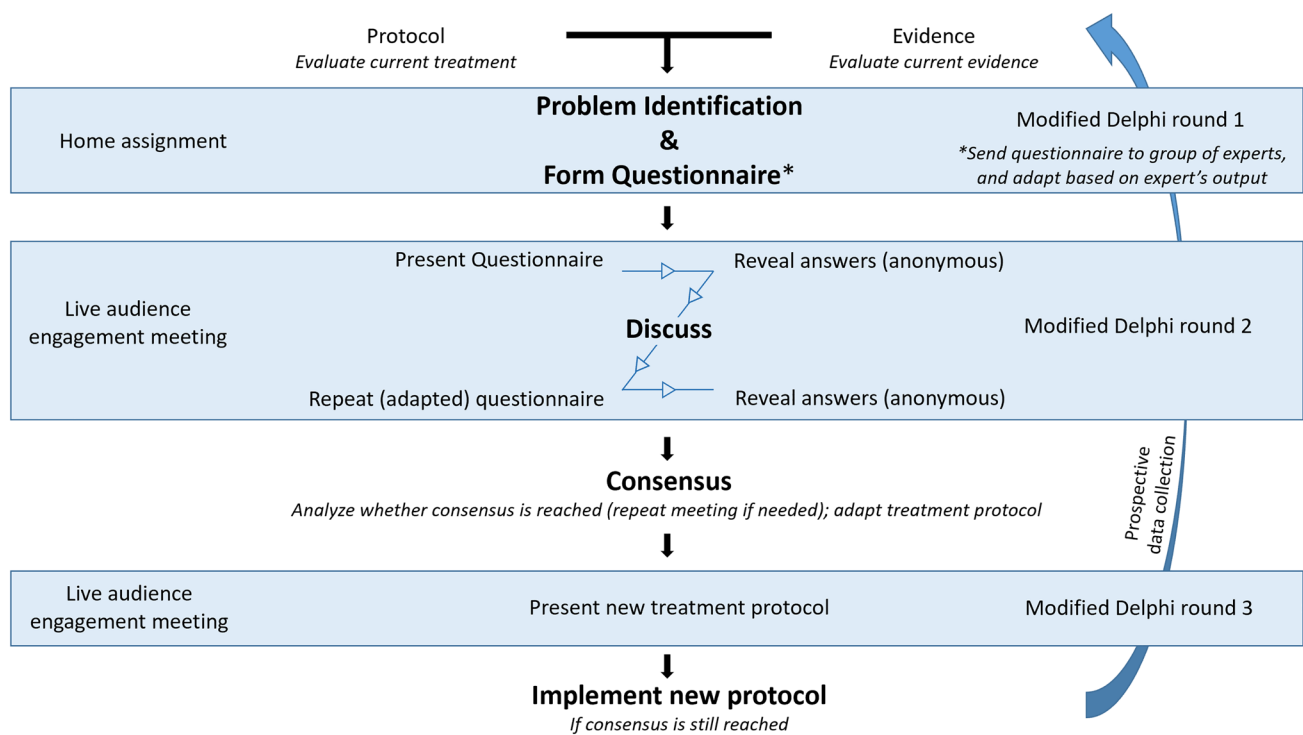 Protocol
Evaluate current treatment
Evidence
Evaluate current evidence
Home assignment
Problem Identification
&
Form Questionnaire*
Modified Delphi round 1
*Send questionnaire to group of experts,
and adapt based on expert’s output
Live audience
engagement meeting
Present Questionnaire
Reveal answers (anonymous)
Discuss
Repeat (adapted) questionnaire
Reveal answers (anonymous)
Modified Delphi round 2
Consensus
Analyze whether consensus is reached (repeat meeting if needed); adapt treatment protocol
Prospective
data collection
Live audience
engagement meeting
Present new treatment protocol
Modified Delphi round 3
Implement new protocol
If consensus is still reached